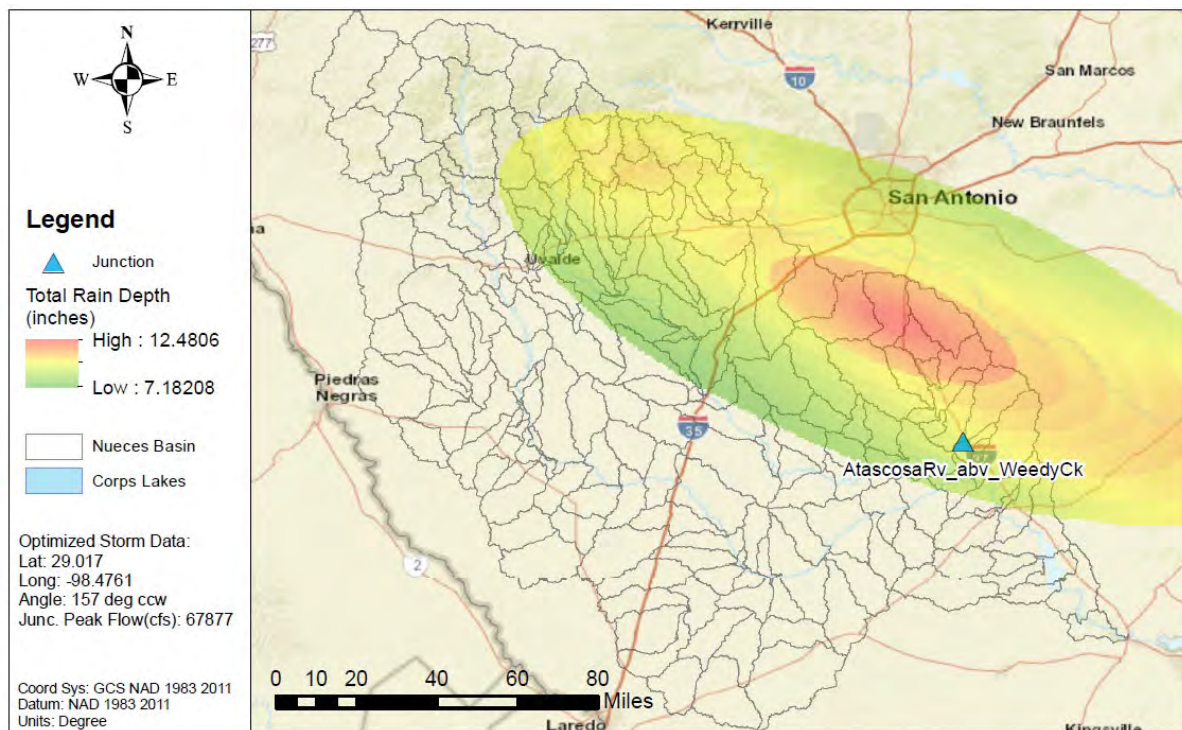 N
W
E
S
Legend
Junction
Total Rain Depth
(inches)
High : 12.4806
Low : 7.18208
Nueces Basin
Corps Lakes
Optimized Storm Data:
Lat: 29.017
Long: -98.4761
Angle: 157 deg ccw
Junc. Peak Flow(cfs): 67877
Coord Sys: GCS NAD 1983 2011
Datum: NAD 1983 2011
Units: Degree
277
Kerrville
10
San Marcos
New Braunfels
San Antonio
Uvalde
Piedras
Negras
35
37
AtascosaRv_abv_WeedyCk
2
0 10 20 40 60 80
Miles
Laredo
Kingsville